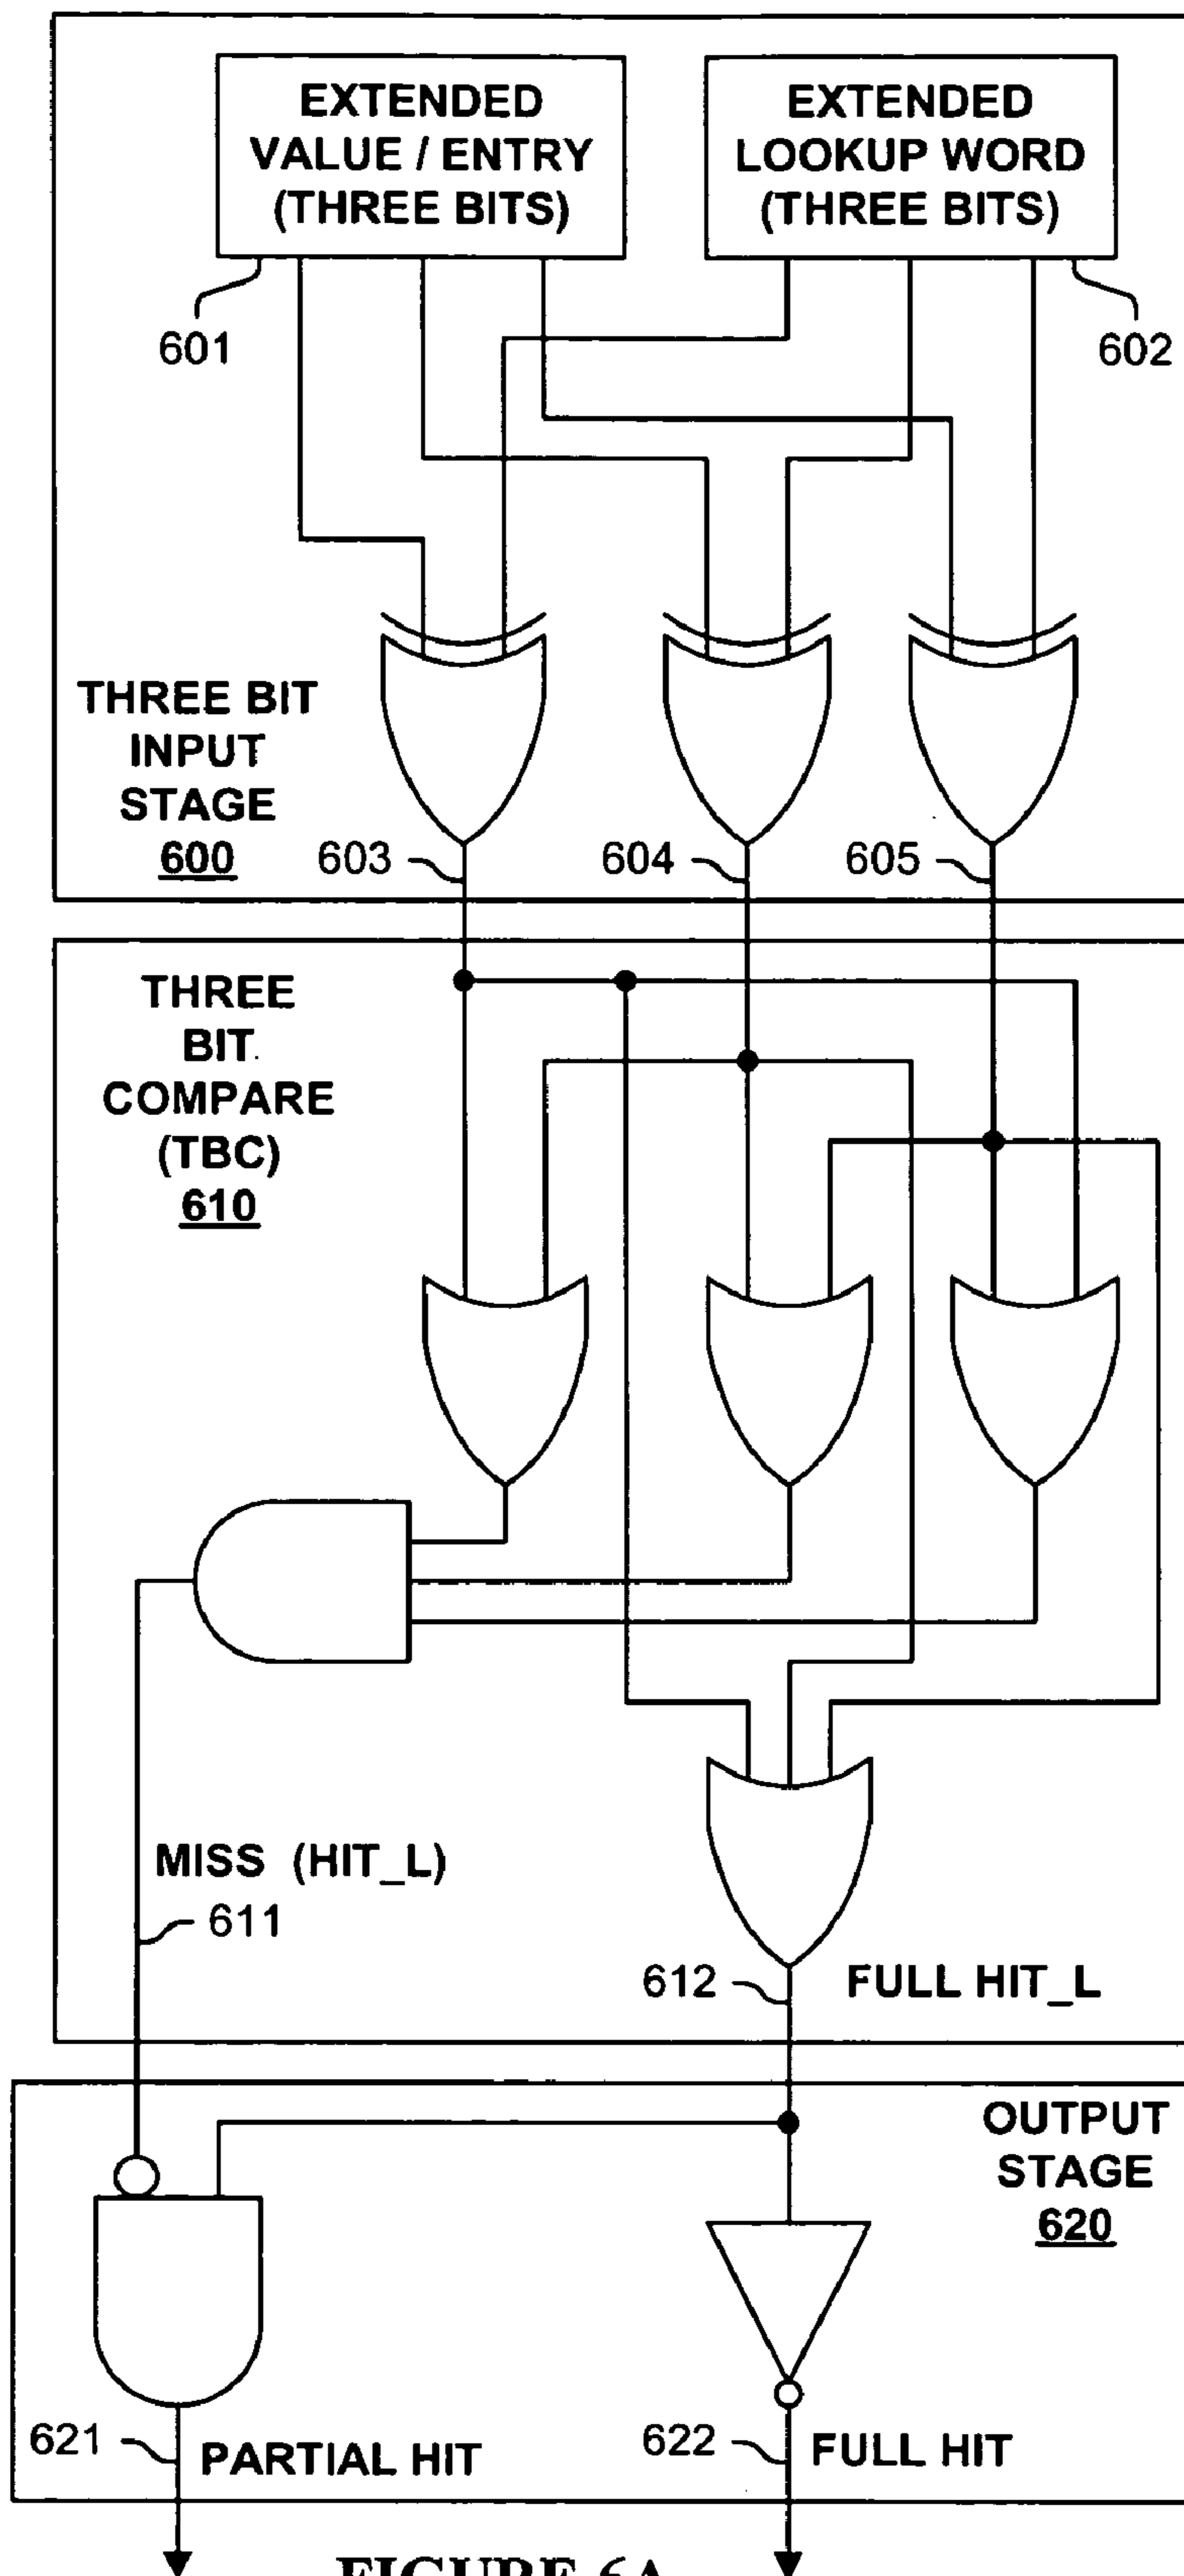 EXTENDED
VALUE / ENTRY
(THREE BITS)
EXTENDED
LOOKUP WORD
(THREE BITS)
601
602
THREE BIT
INPUT
STAGE
600
603
604
605
THREE
BIT
COMPARE
(TBC)
610
MISS (HIT_L)
611
612
FULL HIT_L
OUTPUT
STAGE
620
621
PARTIAL HIT
622
FULL HIT
FIGURE 6A